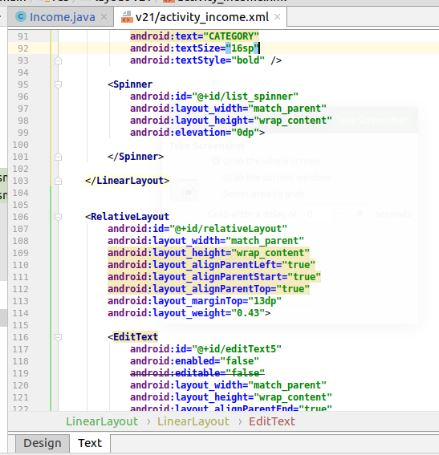 Income.java × v21/activity_income.xml ×
91 android:text="CATEGORY"
92 android:textSize="16sp"
93 android:textStyle="bold" />
94
95 <Spinner
96 android:id="@+id/list_spinner"
97 android:layout_width="match_parent"
98 android:layout_height="wrap_content"
99 android:elevation="0dp">
100
101 </Spinner>
102
103 </LinearLayout>
104
105
106 <RelativeLayout
107 android:id="@+id/relativeLayout"
108 android:layout_width="match_parent"
109 android:layout_height="wrap_content"
110 android:layout_alignParentLeft="true"
111 android:layout_alignParentStart="true"
112 android:layout_alignParentTop="true"
113 android:layout_marginTop="13dp"
114 android:layout_weight="0.43">
115
116 <EditText
117 android:id="@+id/editText5"
118 android:enabled="false"
119 android:editable="false"
120 android:layout_width="match_parent"
121 android:layout_height="wrap_content"
122 android:layout_alignParentEnd="true"
LinearLayout › LinearLayout › EditText
Design Text